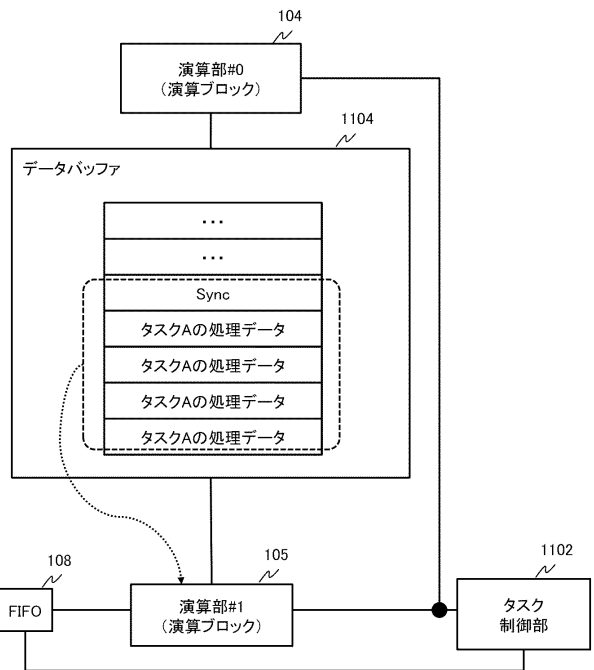 104
演算部#0
(演算ブロック)
1104
データバッファ
...
...
Sync
タスクAの処理データ
タスクAの処理データ
タスクAの処理データ
タスクAの処理データ
108
FIFO
105
演算部#1
(演算ブロック)
1102
タスク
制御部